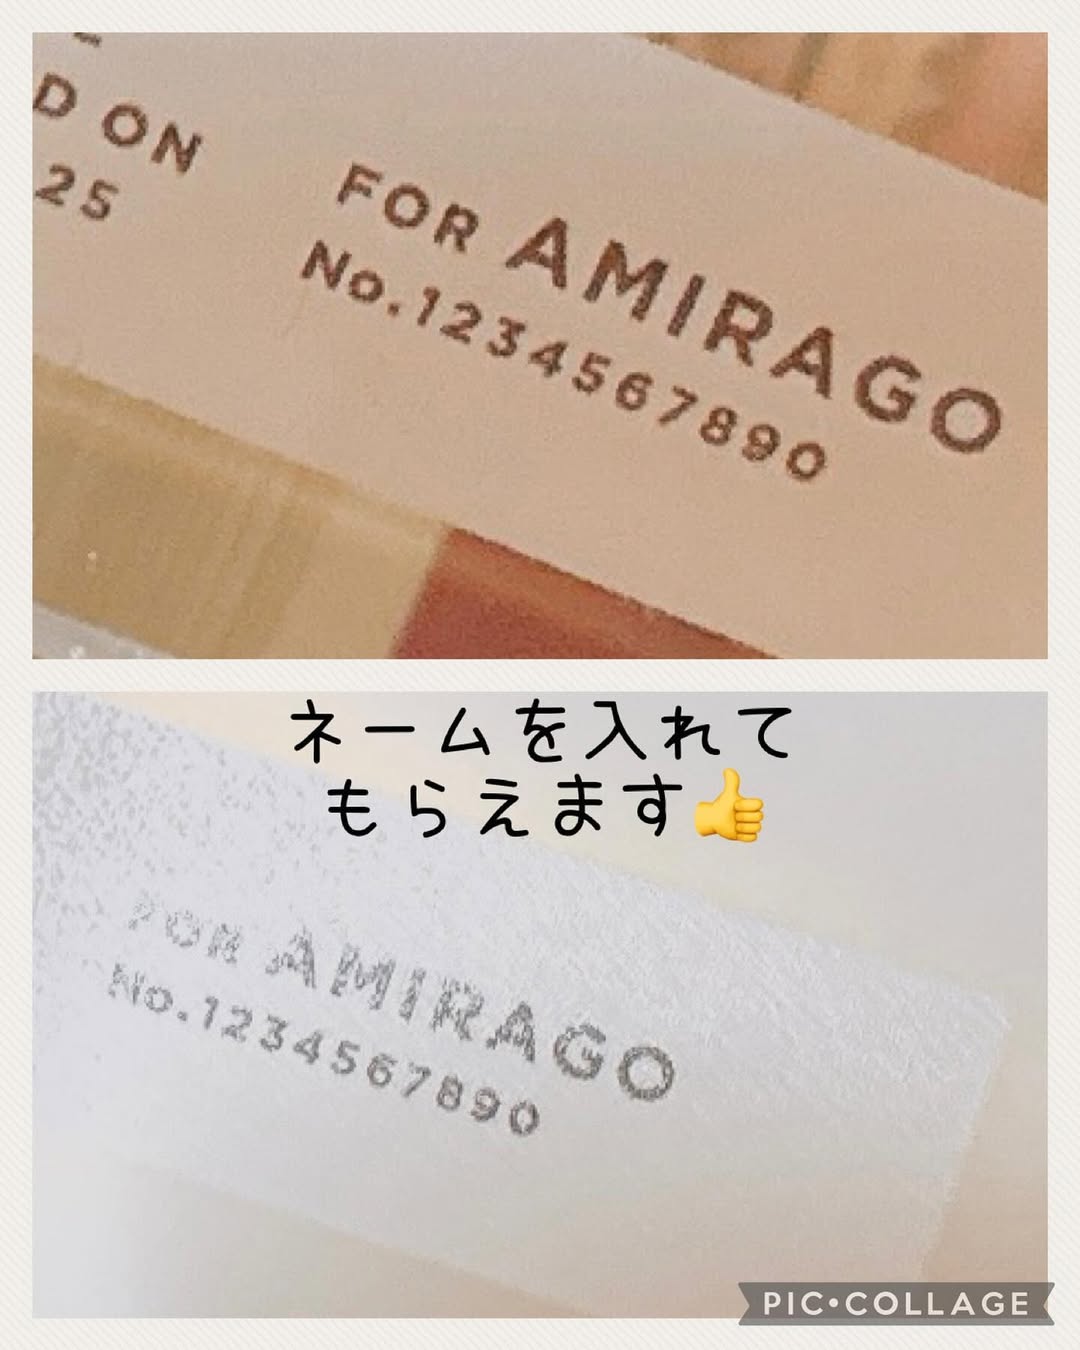 D ON
25
FOR AMIRAGO
No.1234567890
ネームを入れて
もらえます👍
FOR AMIRAGO
No.1234567890
PIC•COLLAGE